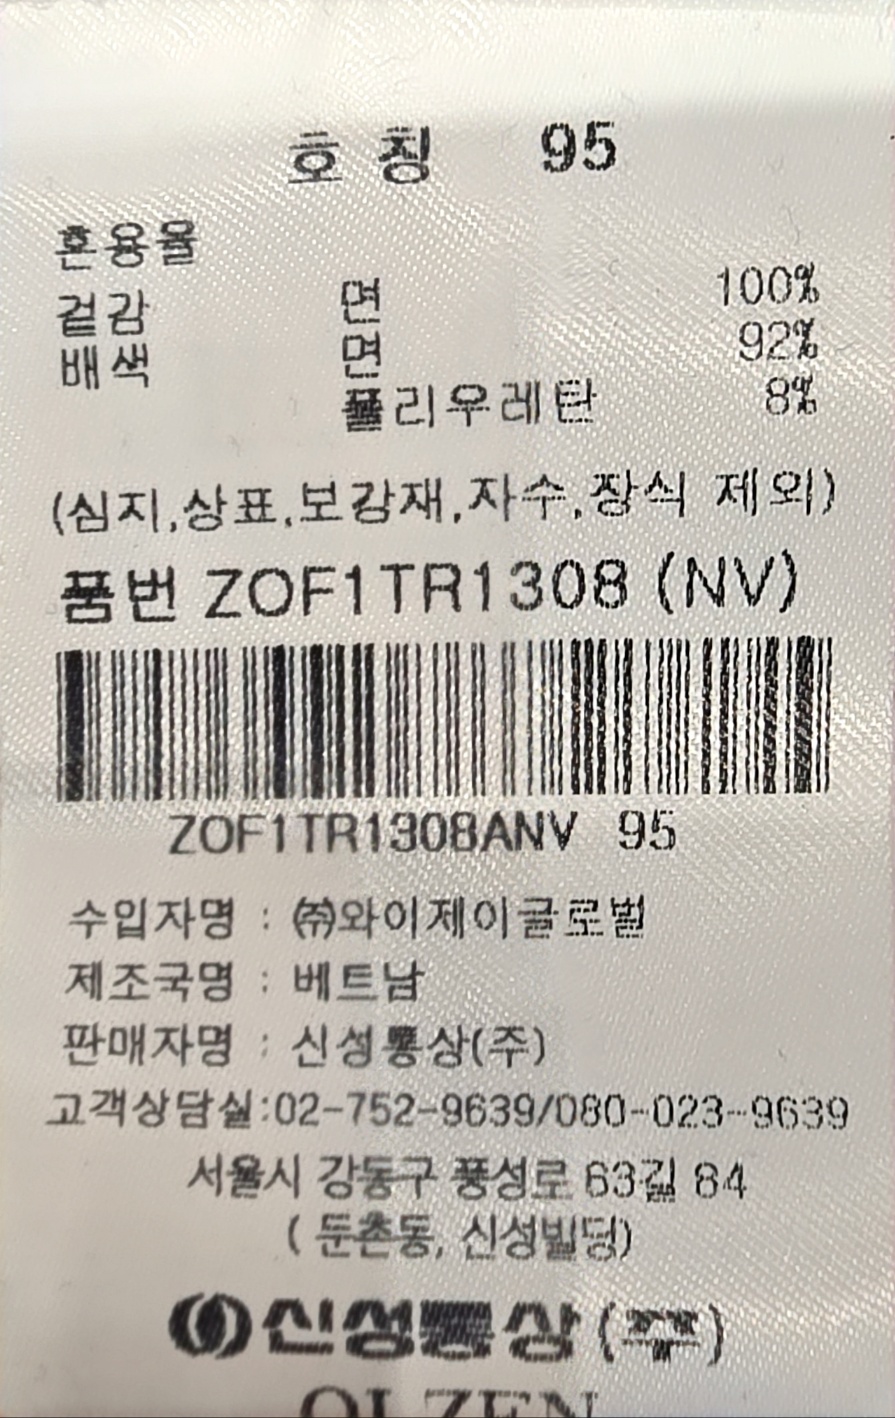 호칭 95
혼용율
겉감 면 100%
배색 면 92%
폴리우레탄 8%
(심지,상표,보강재,자수,장식 제외)
품번 ZOF1TR1308 (NV)
ZOF1TR1308ANV 95
수입자명 : ㈜와이제이글로벌
제조국명 : 베트남
판매자명 : 신성통상(주)
고객상담실:02-752-9639/080-023-9639
서울시 강동구 풍성로 63길 84
( 둔촌동, 신성빌딩)
신성통상(주)
OLZEN